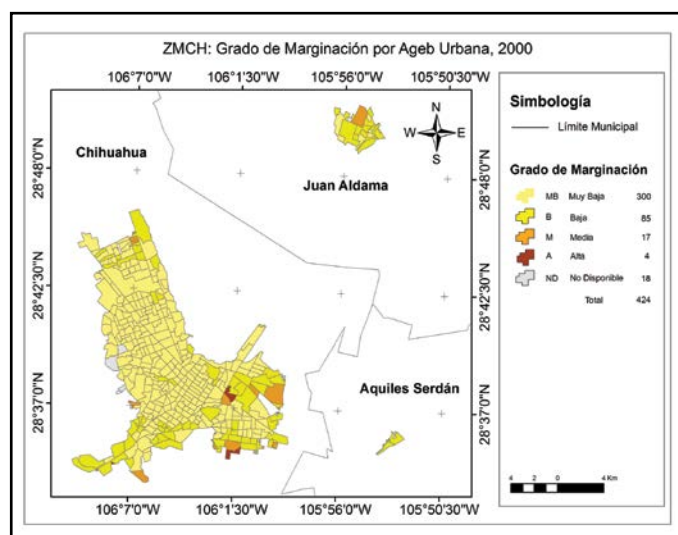 ZMCH: Grado de Marginación por Ageb Urbana, 2000
106°7'0"W 106°1'30"W 105°56'0"W 105°50'30"W
N
W E
S
Chihuahua
Juan Aldama
Aquiles Serdán
28°48'0"N
28°42'30"N
28°37'0"N
28°48'0"N
28°42'30"N
28°37'0"N
4 2 0 4 Km
106°7'0"W 106°1'30"W 105°56'0"W 105°50'30"W
Simbología
Límite Municipal
Grado de Marginación
MB Muy Baja 300
B Baja 85
M Media 17
A Alta 4
ND No Disponible 18
Total 424